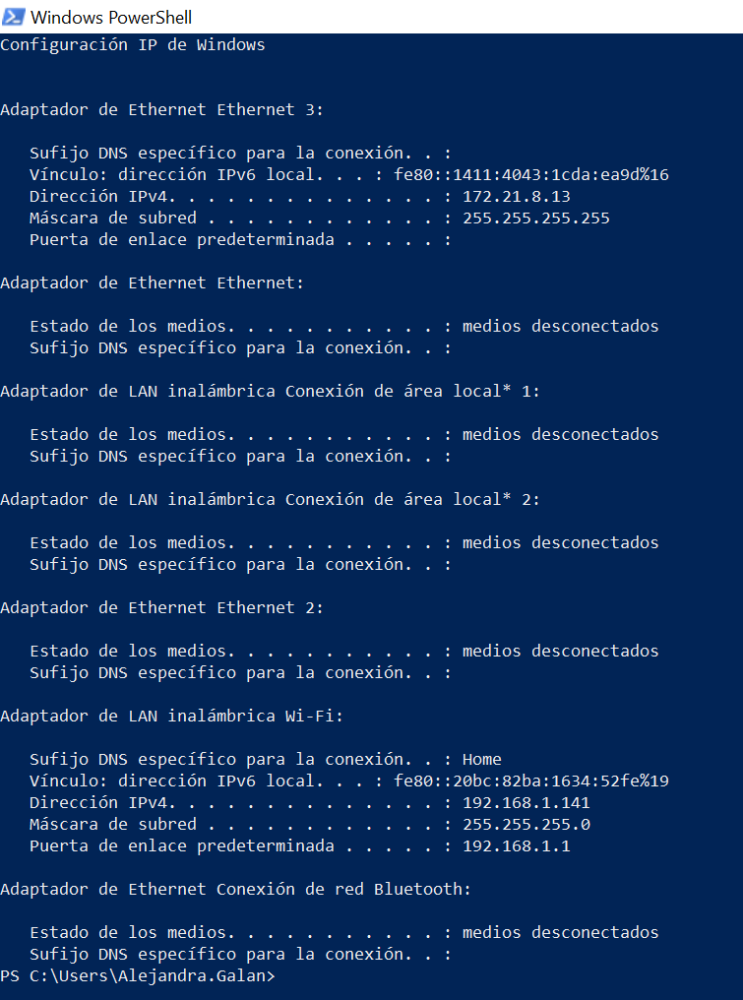 Windows PowerShell
Configuración IP de Windows
Adaptador de Ethernet Ethernet 3:
Sufijo DNS específico para la conexión. . :
Vínculo: dirección IPv6 local. . . : fe80::1411:4043:1cda:ea9d%16
Dirección IPv4. . . . . . . . . . . . . . : 172.21.8.13
Máscara de subred . . . . . . . . . . . . : 255.255.255.255
Puerta de enlace predeterminada . . . . . :
Adaptador de Ethernet Ethernet:
Estado de los medios. . . . . . . . . . . : medios desconectados
Sufijo DNS específico para la conexión. . :
Adaptador de LAN inalámbrica Conexión de área local* 1:
Estado de los medios. . . . . . . . . . . : medios desconectados
Sufijo DNS específico para la conexión. . :
Adaptador de LAN inalámbrica Conexión de área local* 2:
Estado de los medios. . . . . . . . . . . : medios desconectados
Sufijo DNS específico para la conexión. . :
Adaptador de Ethernet Ethernet 2:
Estado de los medios. . . . . . . . . . . : medios desconectados
Sufijo DNS específico para la conexión. . :
Adaptador de LAN inalámbrica Wi-Fi:
Sufijo DNS específico para la conexión. . : Home
Vínculo: dirección IPv6 local. . . : fe80::20bc:82ba:1634:52fe%19
Dirección IPv4. . . . . . . . . . . . . . : 192.168.1.141
Máscara de subred . . . . . . . . . . . . : 255.255.255.0
Puerta de enlace predeterminada . . . . . : 192.168.1.1
Adaptador de Ethernet Conexión de red Bluetooth:
Estado de los medios. . . . . . . . . . . : medios desconectados
Sufijo DNS específico para la conexión. . :
PS C:\Users\Alejandra.Galan>